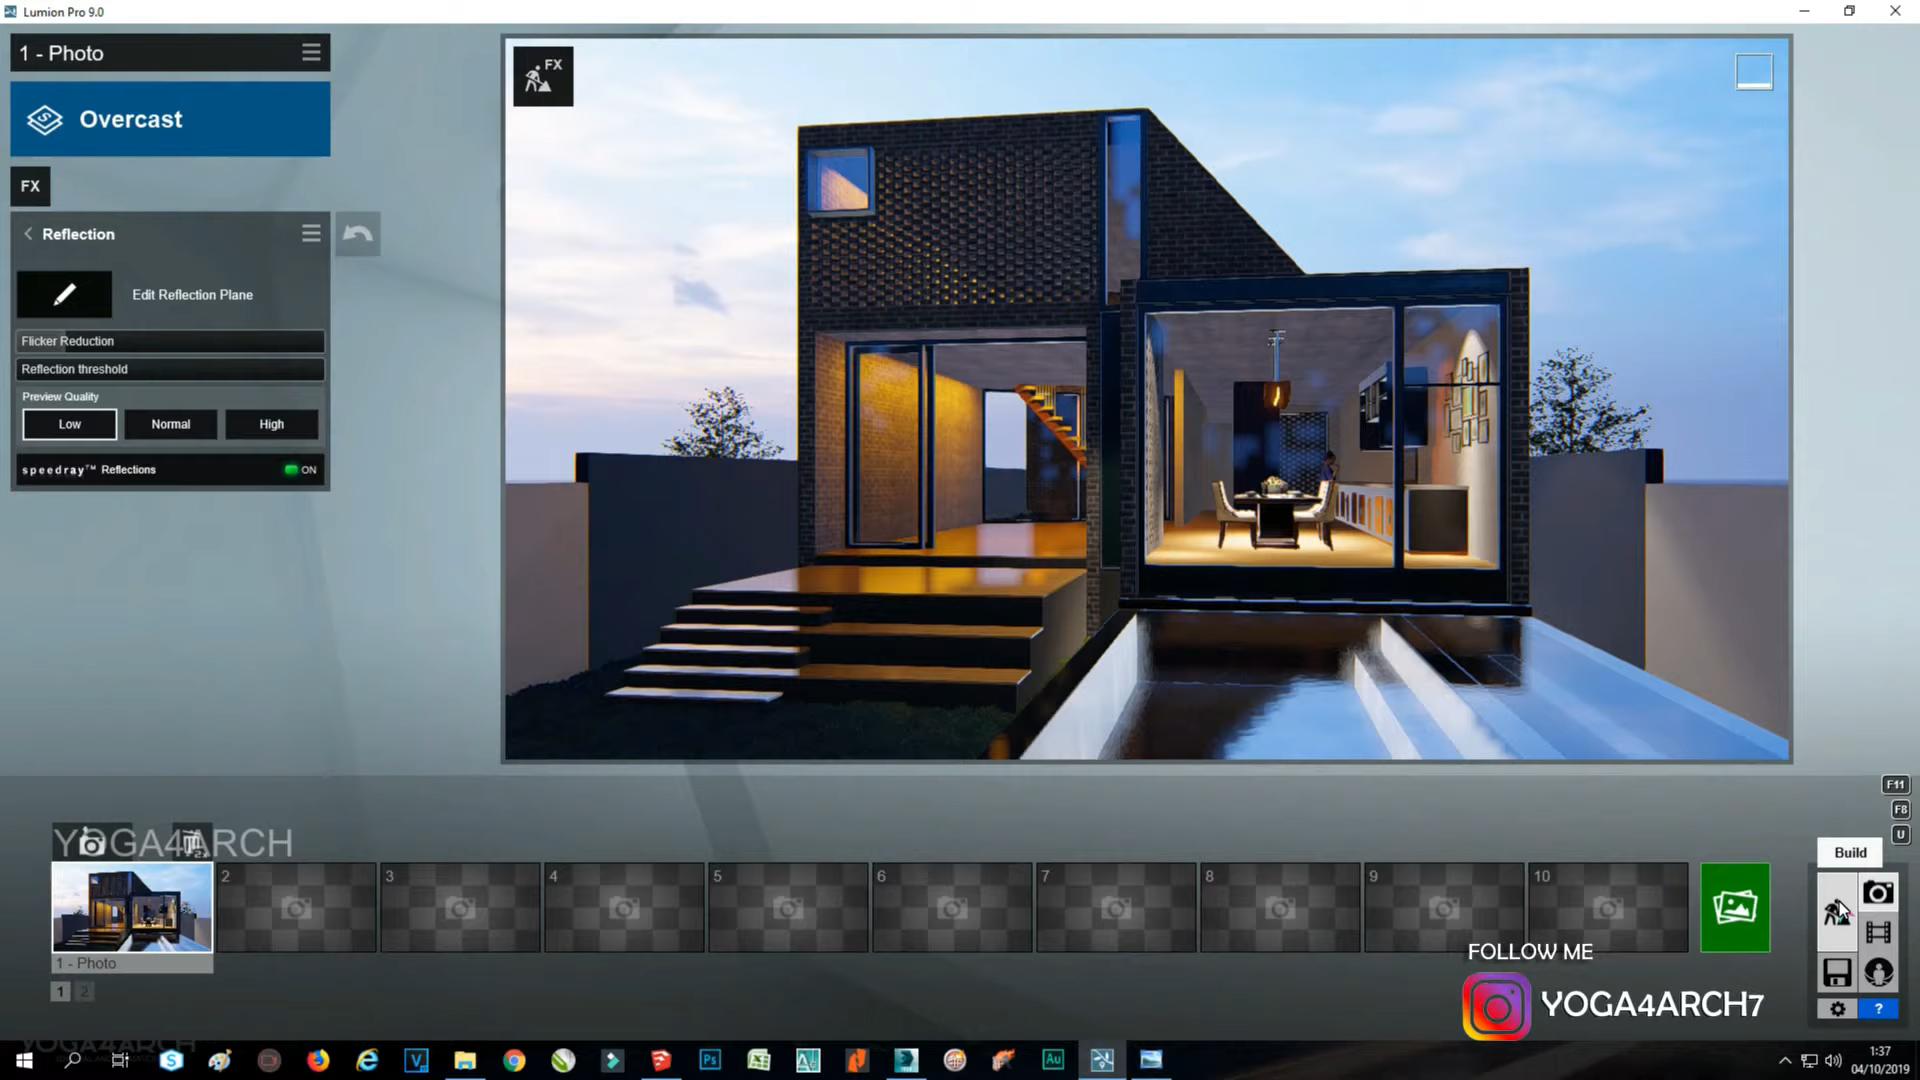 Lumion Pro 9.0
1 - Photo
Overcast
FX
Reflection
Edit Reflection Plane
Flicker Reduction
Reflection threshold
Preview Quality
Low
Normal
High
speedray™ Reflections
ON
FX
F11
F8
U
YOGA4ARCH
Build
2
3
4
5
6
7
8
9
10
1 - Photo
1
2
FOLLOW ME
YOGA4ARCH7
?
S
V
Ps
Au
1:37
04/10/2019